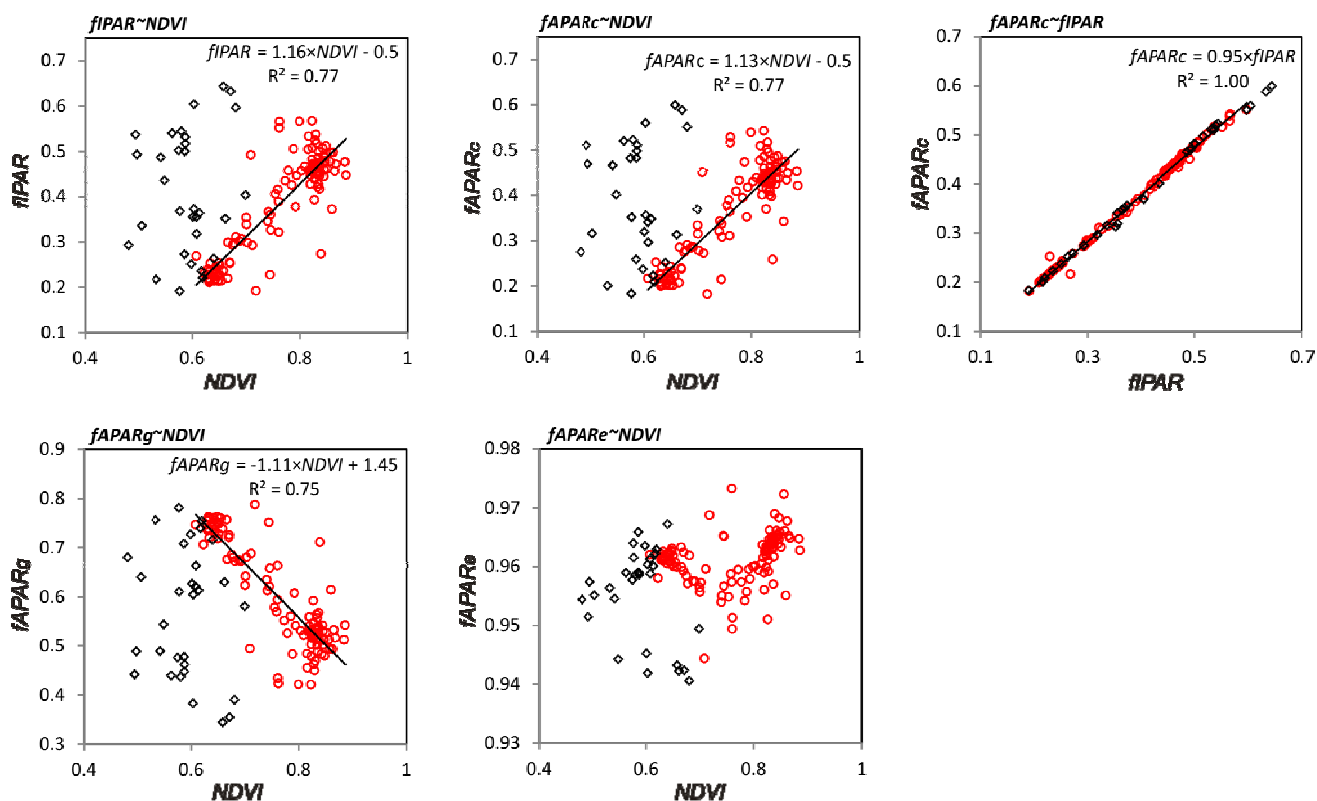 fIPAR~NDVI
fIPAR = 1.16×NDVI - 0.5
R² = 0.77
0.7
0.6
0.5
0.4
0.3
0.2
0.1
fIPAR
0.4
0.6
0.8
1
NDVI
fAPARc~NDVI
fAPARc = 1.13×NDVI - 0.5
R² = 0.77
0.7
0.6
0.5
0.4
0.3
0.2
0.1
fAPARc
0.4
0.6
0.8
1
NDVI
fAPARc~fIPAR
fAPARc = 0.95×fIPAR
R² = 1.00
0.7
0.6
0.5
0.4
0.3
0.2
0.1
fAPARc
0.1
0.3
0.5
0.7
fIPAR
fAPARg~NDVI
fAPARg = -1.11×NDVI + 1.45
R² = 0.75
0.9
0.8
0.7
0.6
0.5
0.4
0.3
fAPARg
0.4
0.6
0.8
1
NDVI
fAPARe~NDVI
0.98
0.97
0.96
0.95
0.94
0.93
fAPARe
0.4
0.6
0.8
1
NDVI